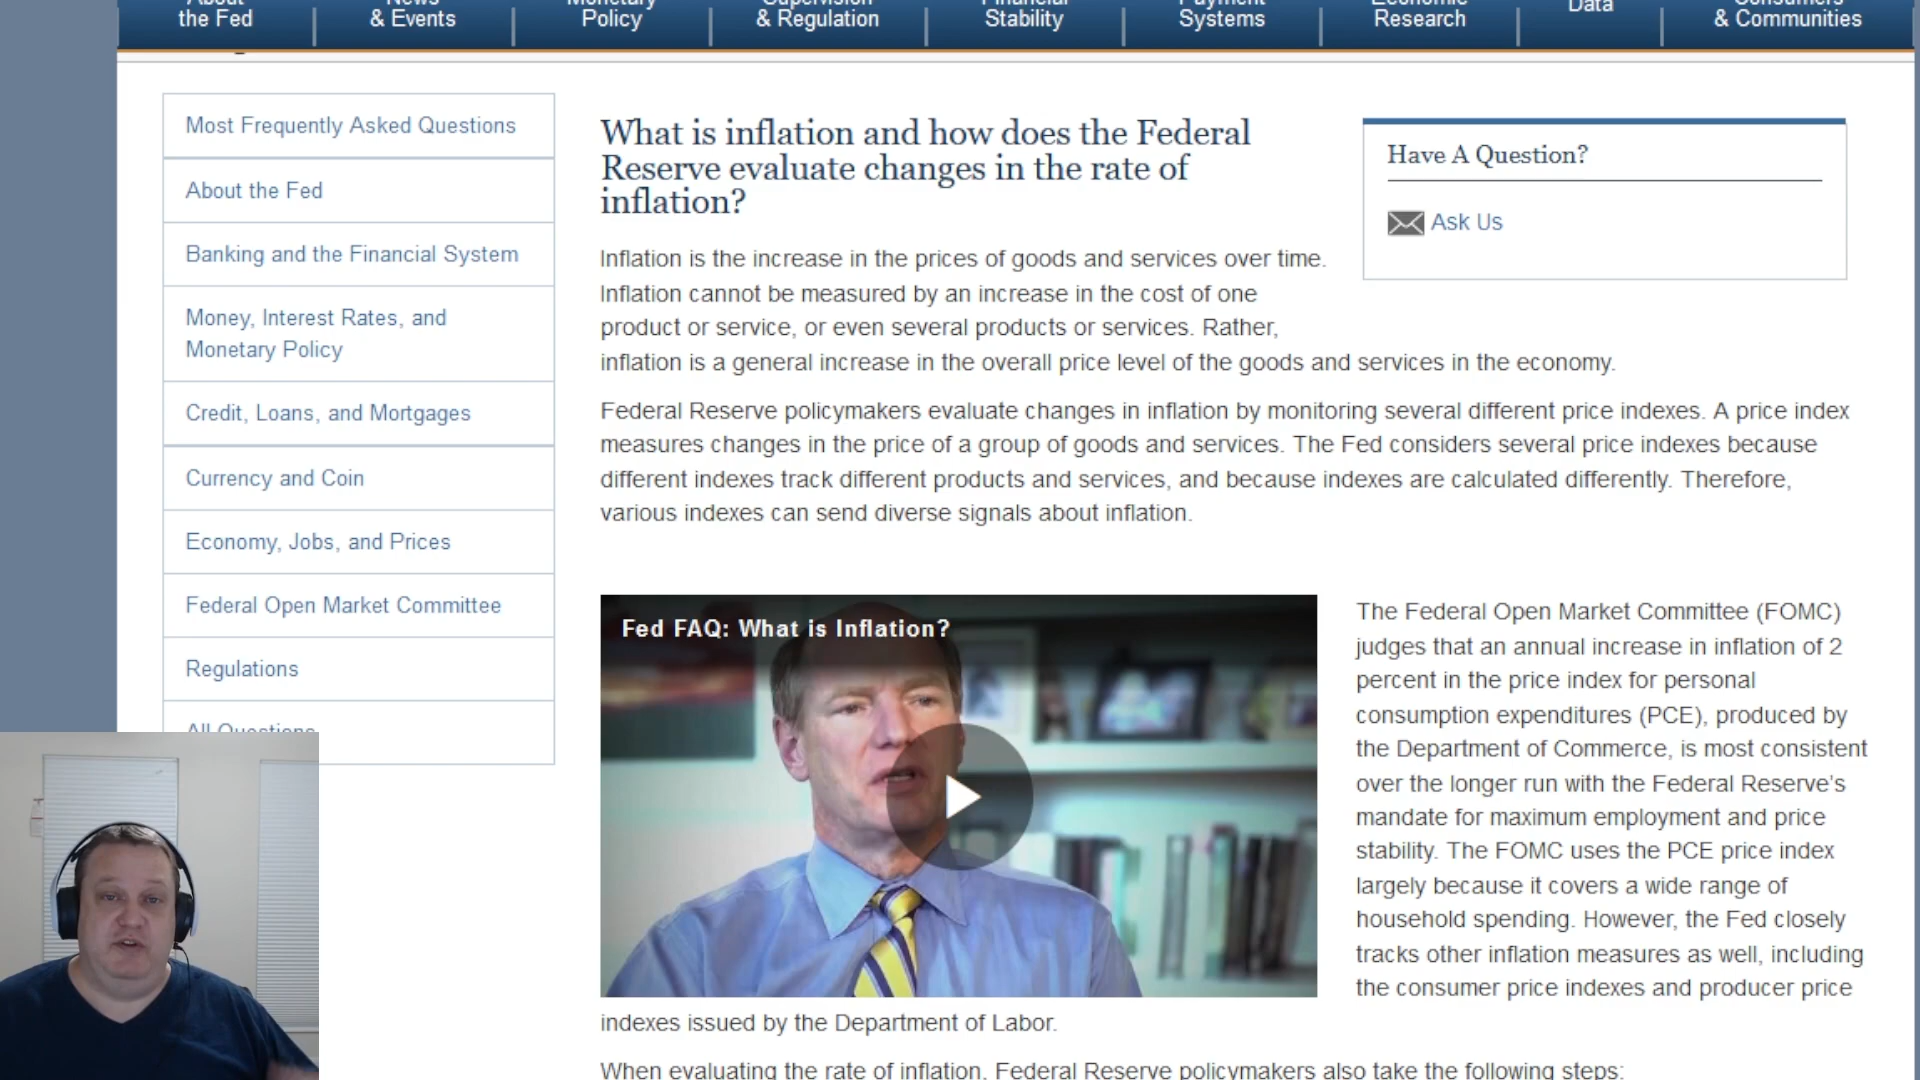 About
the Fed
News
& Events
Monetary
Policy
Supervision
& Regulation
Financial
Stability
Payment
Systems
Economic
Research
Data
Consumers
& Communities
Most Frequently Asked Questions
About the Fed
Banking and the Financial System
Money, Interest Rates, and
Monetary Policy
Credit, Loans, and Mortgages
Currency and Coin
Economy, Jobs, and Prices
Federal Open Market Committee
Regulations
All Questions
What is inflation and how does the Federal
Reserve evaluate changes in the rate of
inflation?
Have A Question?
Ask Us
Inflation is the increase in the prices of goods and services over time.
Inflation cannot be measured by an increase in the cost of one
product or service, or even several products or services. Rather,
inflation is a general increase in the overall price level of the goods and services in the economy.
Federal Reserve policymakers evaluate changes in inflation by monitoring several different price indexes. A price index
measures changes in the price of a group of goods and services. The Fed considers several price indexes because
different indexes track different products and services, and because indexes are calculated differently. Therefore,
various indexes can send diverse signals about inflation.
Fed FAQ: What is Inflation?
The Federal Open Market Committee (FOMC)
judges that an annual increase in inflation of 2
percent in the price index for personal
consumption expenditures (PCE), produced by
the Department of Commerce, is most consistent
over the longer run with the Federal Reserve's
mandate for maximum employment and price
stability. The FOMC uses the PCE price index
largely because it covers a wide range of
household spending. However, the Fed closely
tracks other inflation measures as well, including
the consumer price indexes and producer price
indexes issued by the Department of Labor.
When evaluating the rate of inflation, Federal Reserve policymakers also take the following steps: